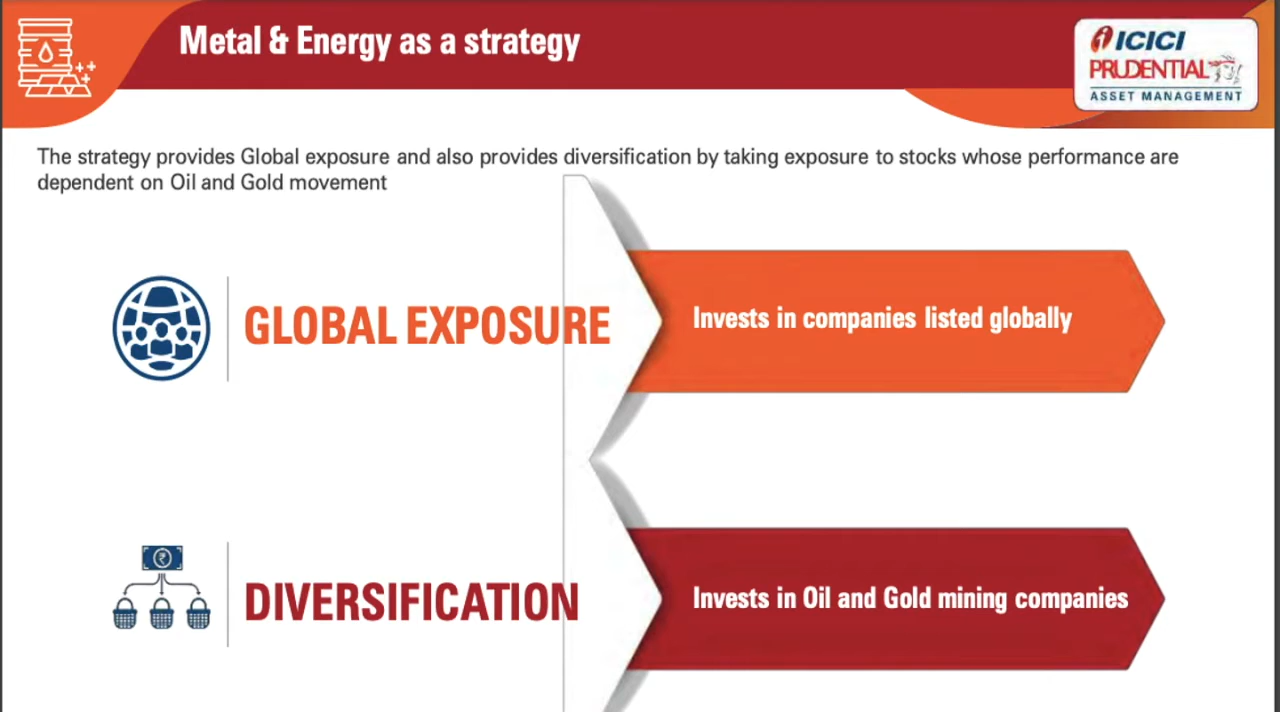 Metal & Energy as a strategy
ICICI
PRUDENTIAL
ASSET MANAGEMENT
The strategy provides Global exposure and also provides diversification by taking exposure to stocks whose performance are
dependent on Oil and Gold movement
GLOBAL EXPOSURE
Invests in companies listed globally
₹
DIVERSIFICATION
Invests in Oil and Gold mining companies